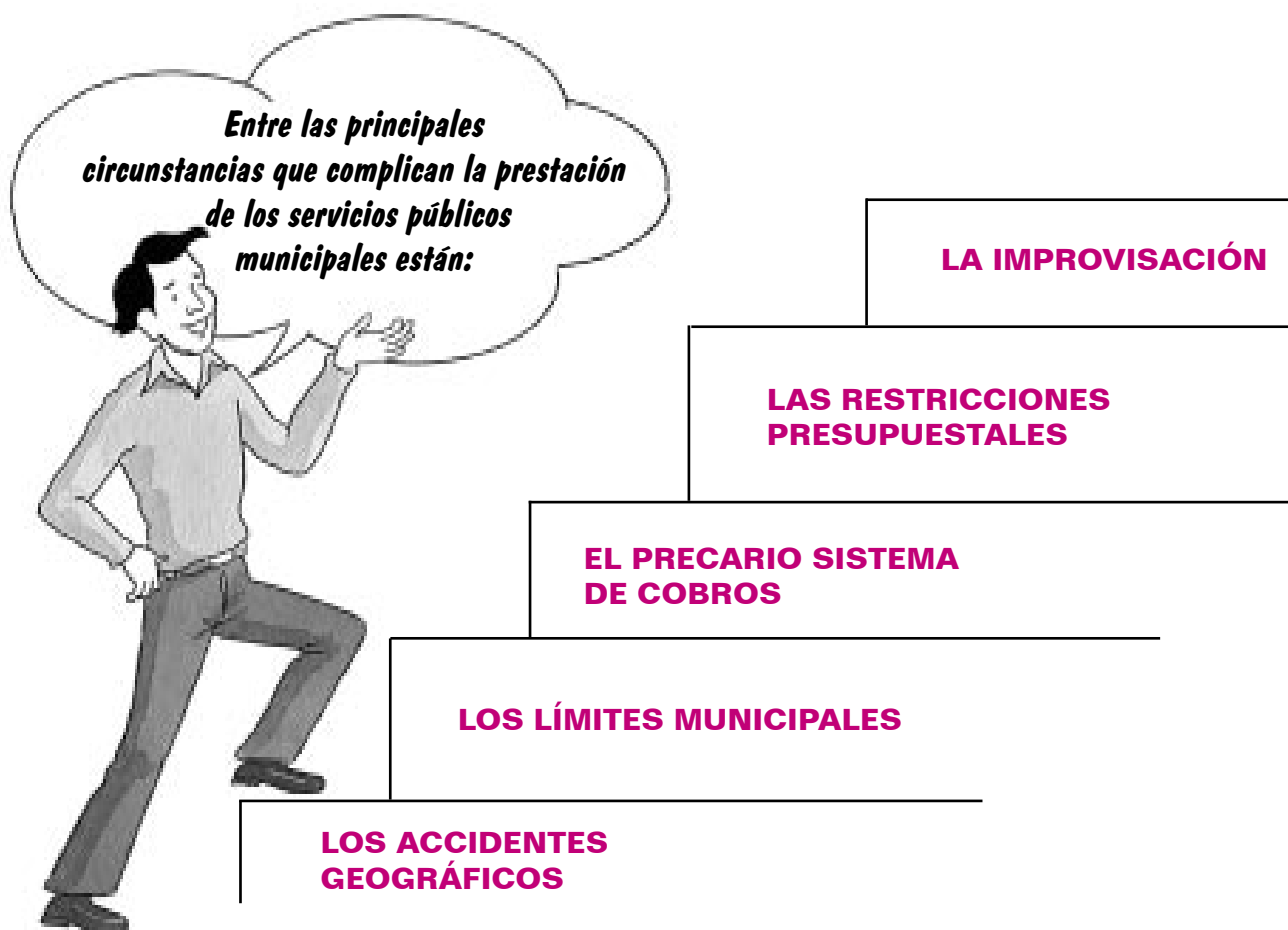 Entre las principales
circunstancias que complican la prestación
de los servicios públicos
municipales están:
LA IMPROVISACIÓN
LAS RESTRICCIONES
PRESUPUESTALES
EL PRECARIO SISTEMA
DE COBROS
LOS LÍMITES MUNICIPALES
LOS ACCIDENTES
GEOGRÁFICOS